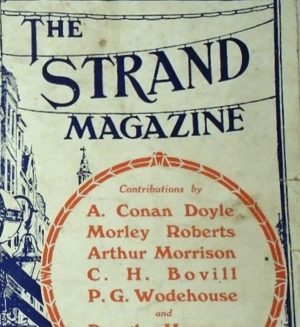 THE
STRAND
MAGAZINE
Contributions by
A. Conan Doyle
Morley Roberts
Arthur Morrison
C. H. Bovill
P. G. Wodehouse
and